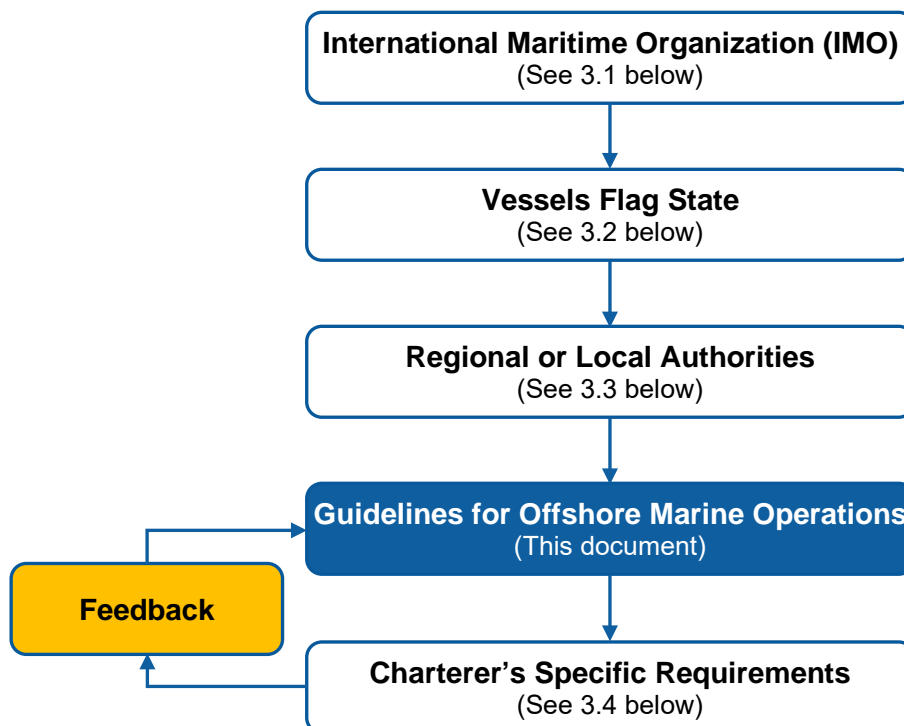 International Maritime Organization (IMO)
(See 3.1 below)
Vessels Flag State
(See 3.2 below)
Regional or Local Authorities
(See 3.3 below)
Guidelines for Offshore Marine Operations
(This document)
Feedback
Charterer’s Specific Requirements
(See 3.4 below)